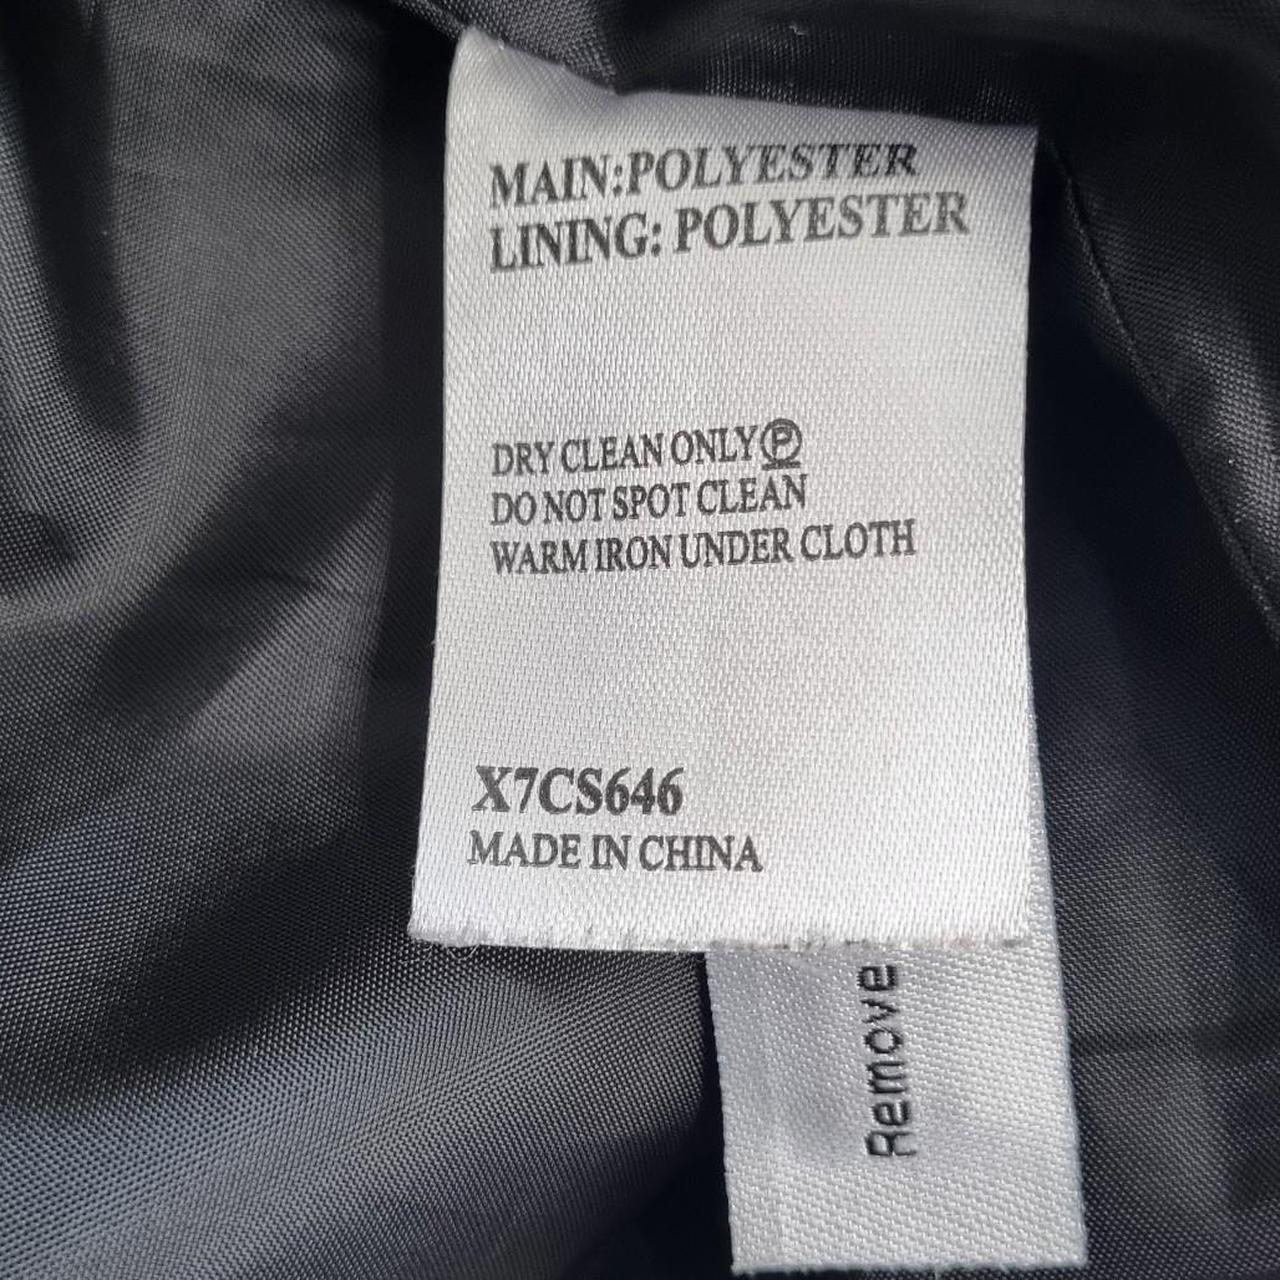 MAIN:POLYESTER
LINING: POLYESTER
DRY CLEAN ONLY Ⓟ
DO NOT SPOT CLEAN
WARM IRON UNDER CLOTH
X7CS646
MADE IN CHINA
Remove